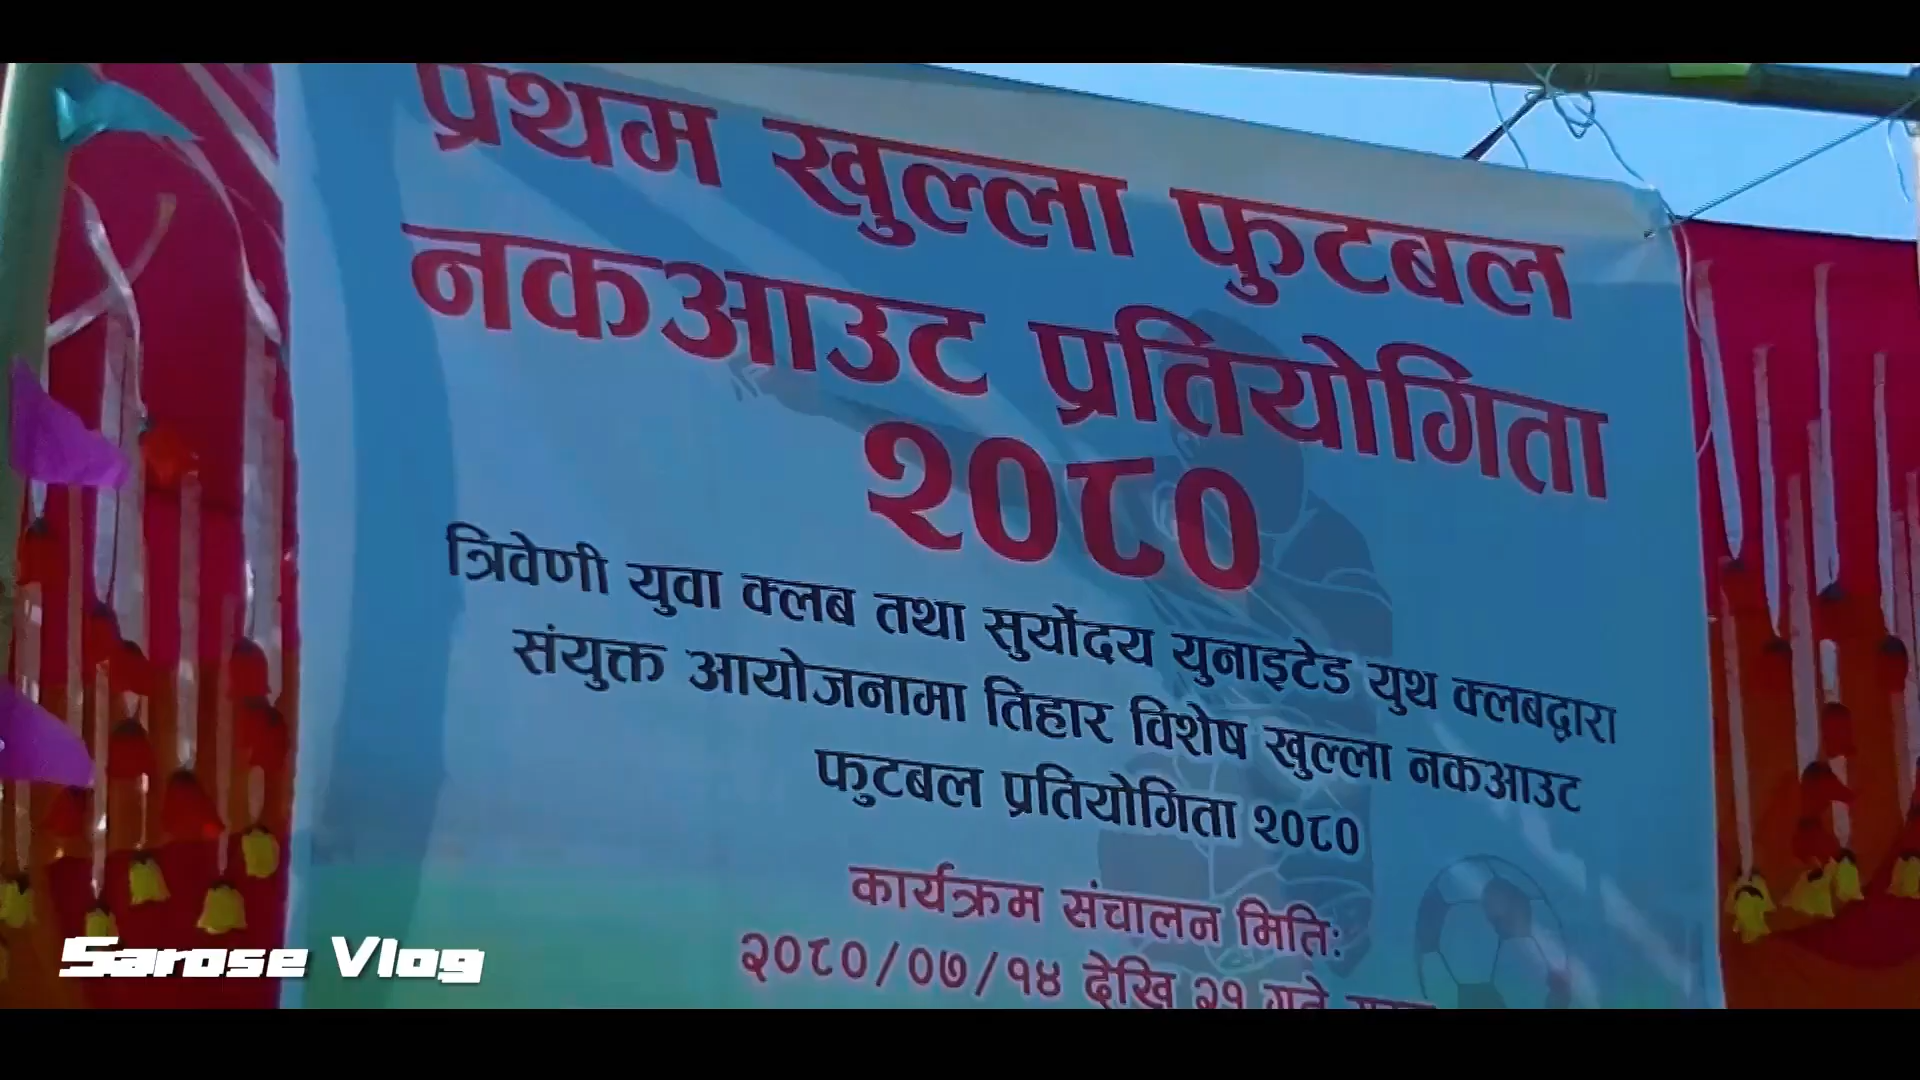 प्रथम खुल्ला फुटबल
नकआउट प्रतियोगिता
२०८०
त्रिवेणी युवा क्लब तथा सुर्योदय युनाइटेड युथ क्लबद्वारा
संयुक्त आयोजनामा तिहार विशेष खुल्ला नकआउट
फुटबल प्रतियोगिता २०८०
कार्यक्रम संचालन मितिः
२०८०/०७/१४ देखि २१ गते
Sarose Vlog